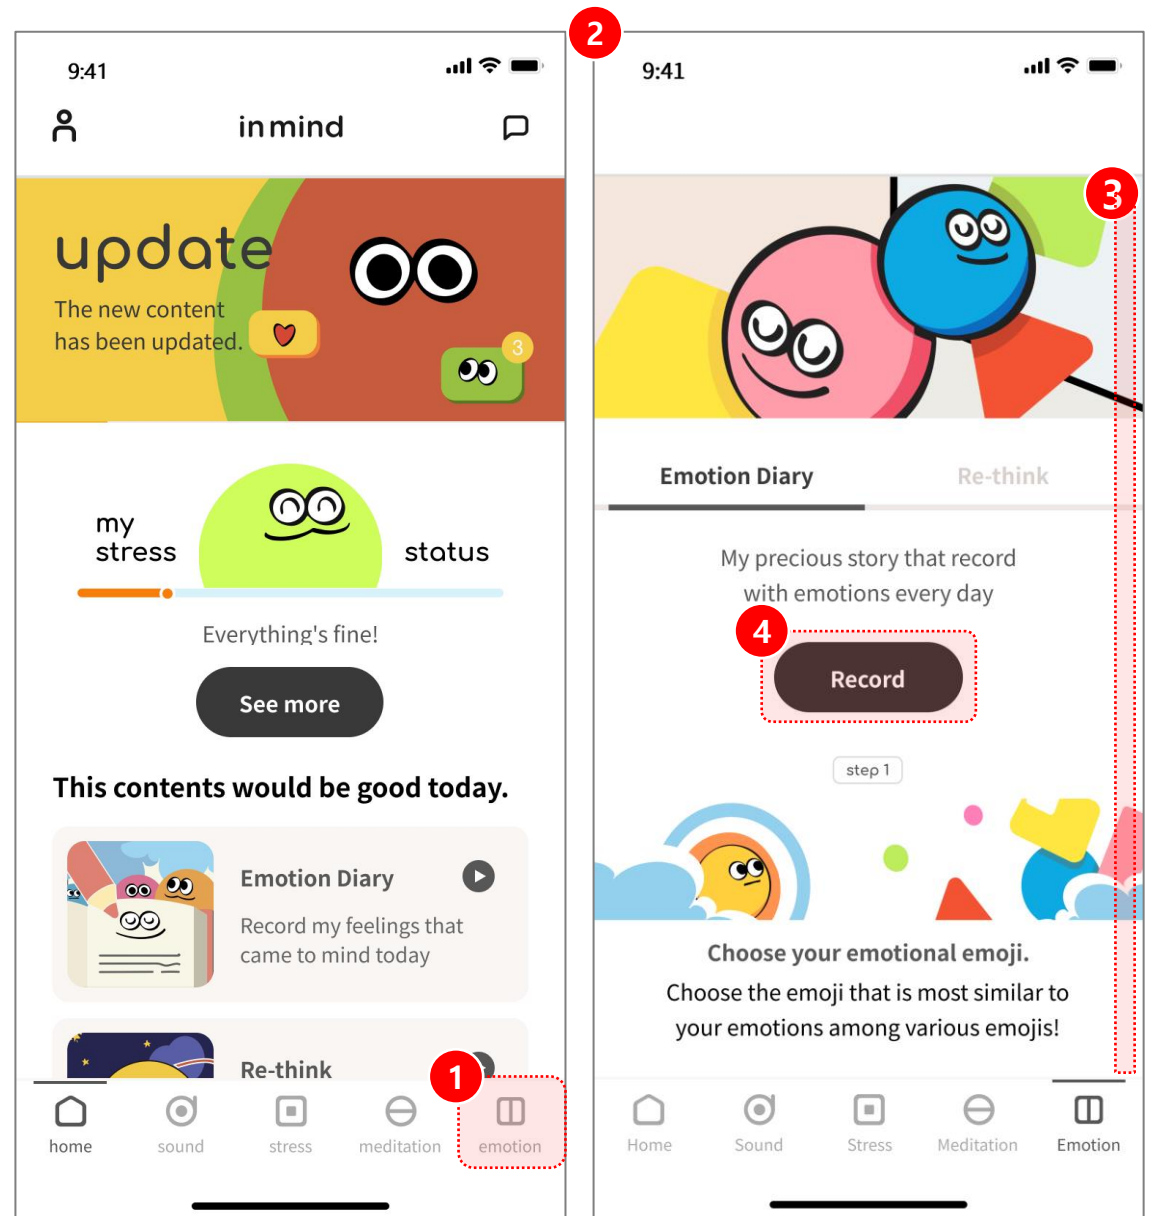 2
9:41
in mind
update
The new content
has been updated.
3
my
stress
status
Everything's fine!
See more
This contents would be good today.
Emotion Diary
Record my feelings that
came to mind today
Re-think
1
home
sound
stress
meditation
emotion
9:41
3
Emotion Diary
Re-think
My precious story that record
with emotions every day
4
Record
step 1
Choose your emotional emoji.
Choose the emoji that is most similar to
your emotions among various emojis!
Home
Sound
Stress
Meditation
Emotion